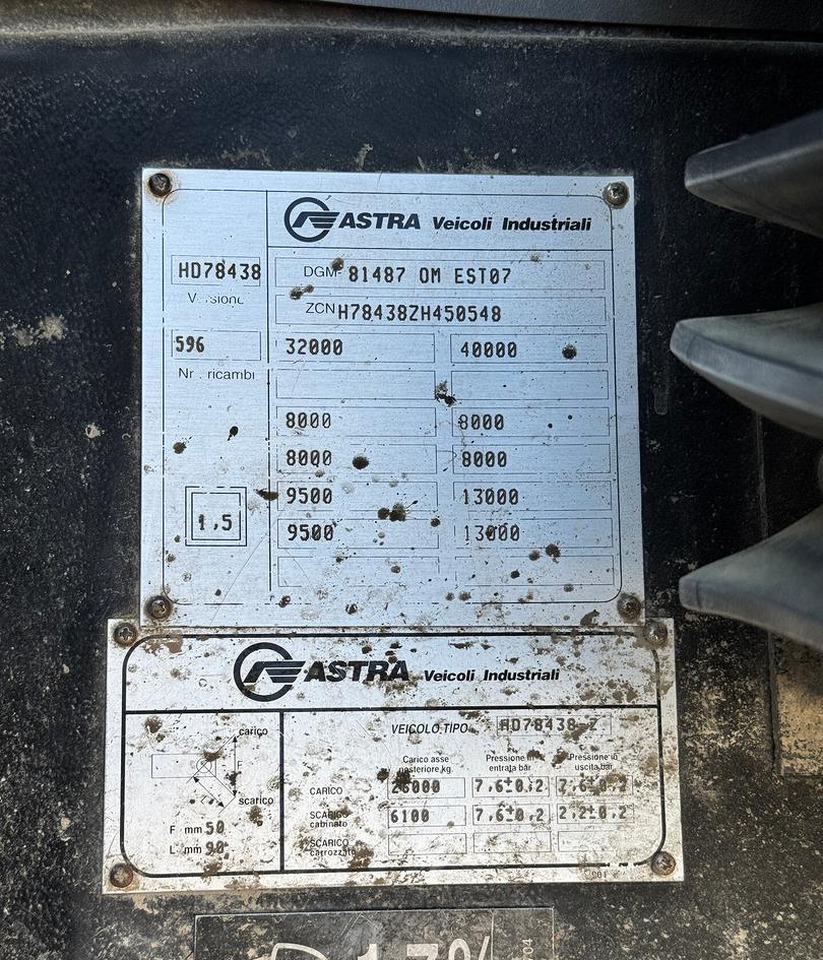 ASTRA Veicoli Industriali
HD78438
Versione
DGM 81487 OM EST07
ZCN H78438ZH450548
596
Nr. ricambi
32000 40000
8000 8000
8000 8000
9500 13000
1,5
9500 13000
ASTRA Veicoli Industriali
VEICOLO TIPO HD78438-Z
carico
F
scarico
F mm 50
L mm 90
Carico asse posteriore,kg. Pressione in entrata bar Pressione in uscita bar
CARICO 26000 7,6±0,2 7,6±0,2
SCARICO cabinato 6100 7,6±0,2 2,2±0,2
SCARICO carrozzato
17%